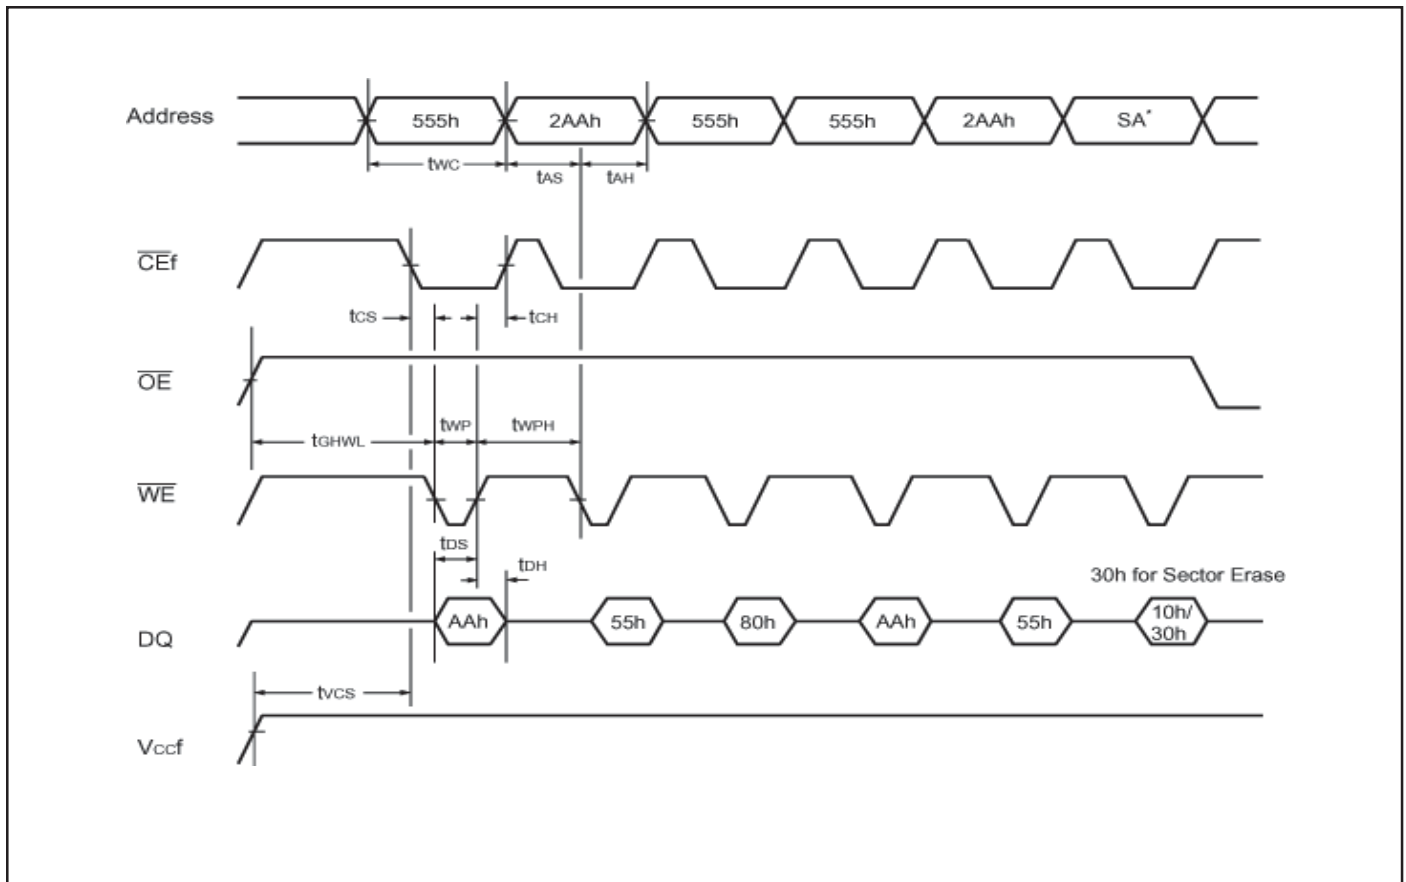 Address
555h
2AAh
555h
555h
2AAh
SA*
tWC
tAS
tAH
CEf
tCS
tCH
OE
tGHWL
tWP
tWPH
WE
tDS
tDH
30h for Sector Erase
DQ
AAh
55h
80h
AAh
55h
10h/
30h
tVCS
VCCf